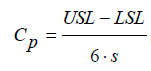 Cp = USL − LSL / 6 · s